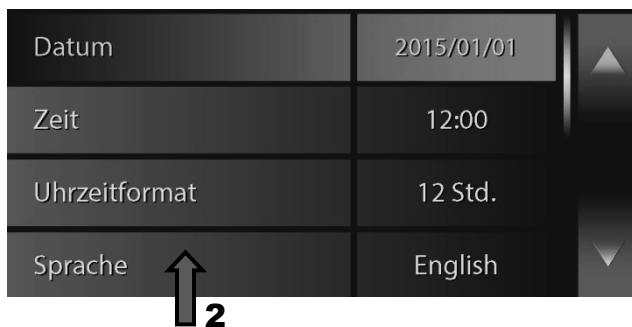 Datum 2015/01/01
Zeit 12:00
Uhrzeitformat 12 Std.
Sprache English
2